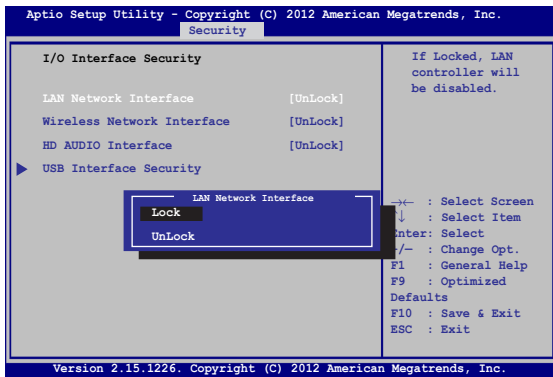 Aptio Setup Utility - Copyright (C) 2012 American Megatrends, Inc.
Security
I/O Interface Security
LAN Network Interface [UnLock]
Wireless Network Interface [UnLock]
HD AUDIO Interface [UnLock]
USB Interface Security
If Locked, LAN
controller will
be disabled.
LAN Network Interface
Lock
UnLock
→← : Select Screen
↑↓ : Select Item
Enter: Select
+/— : Change Opt.
F1 : General Help
F9 : Optimized
Defaults
F10 : Save & Exit
ESC : Exit
Version 2.15.1226. Copyright (C) 2012 American Megatrends, Inc.